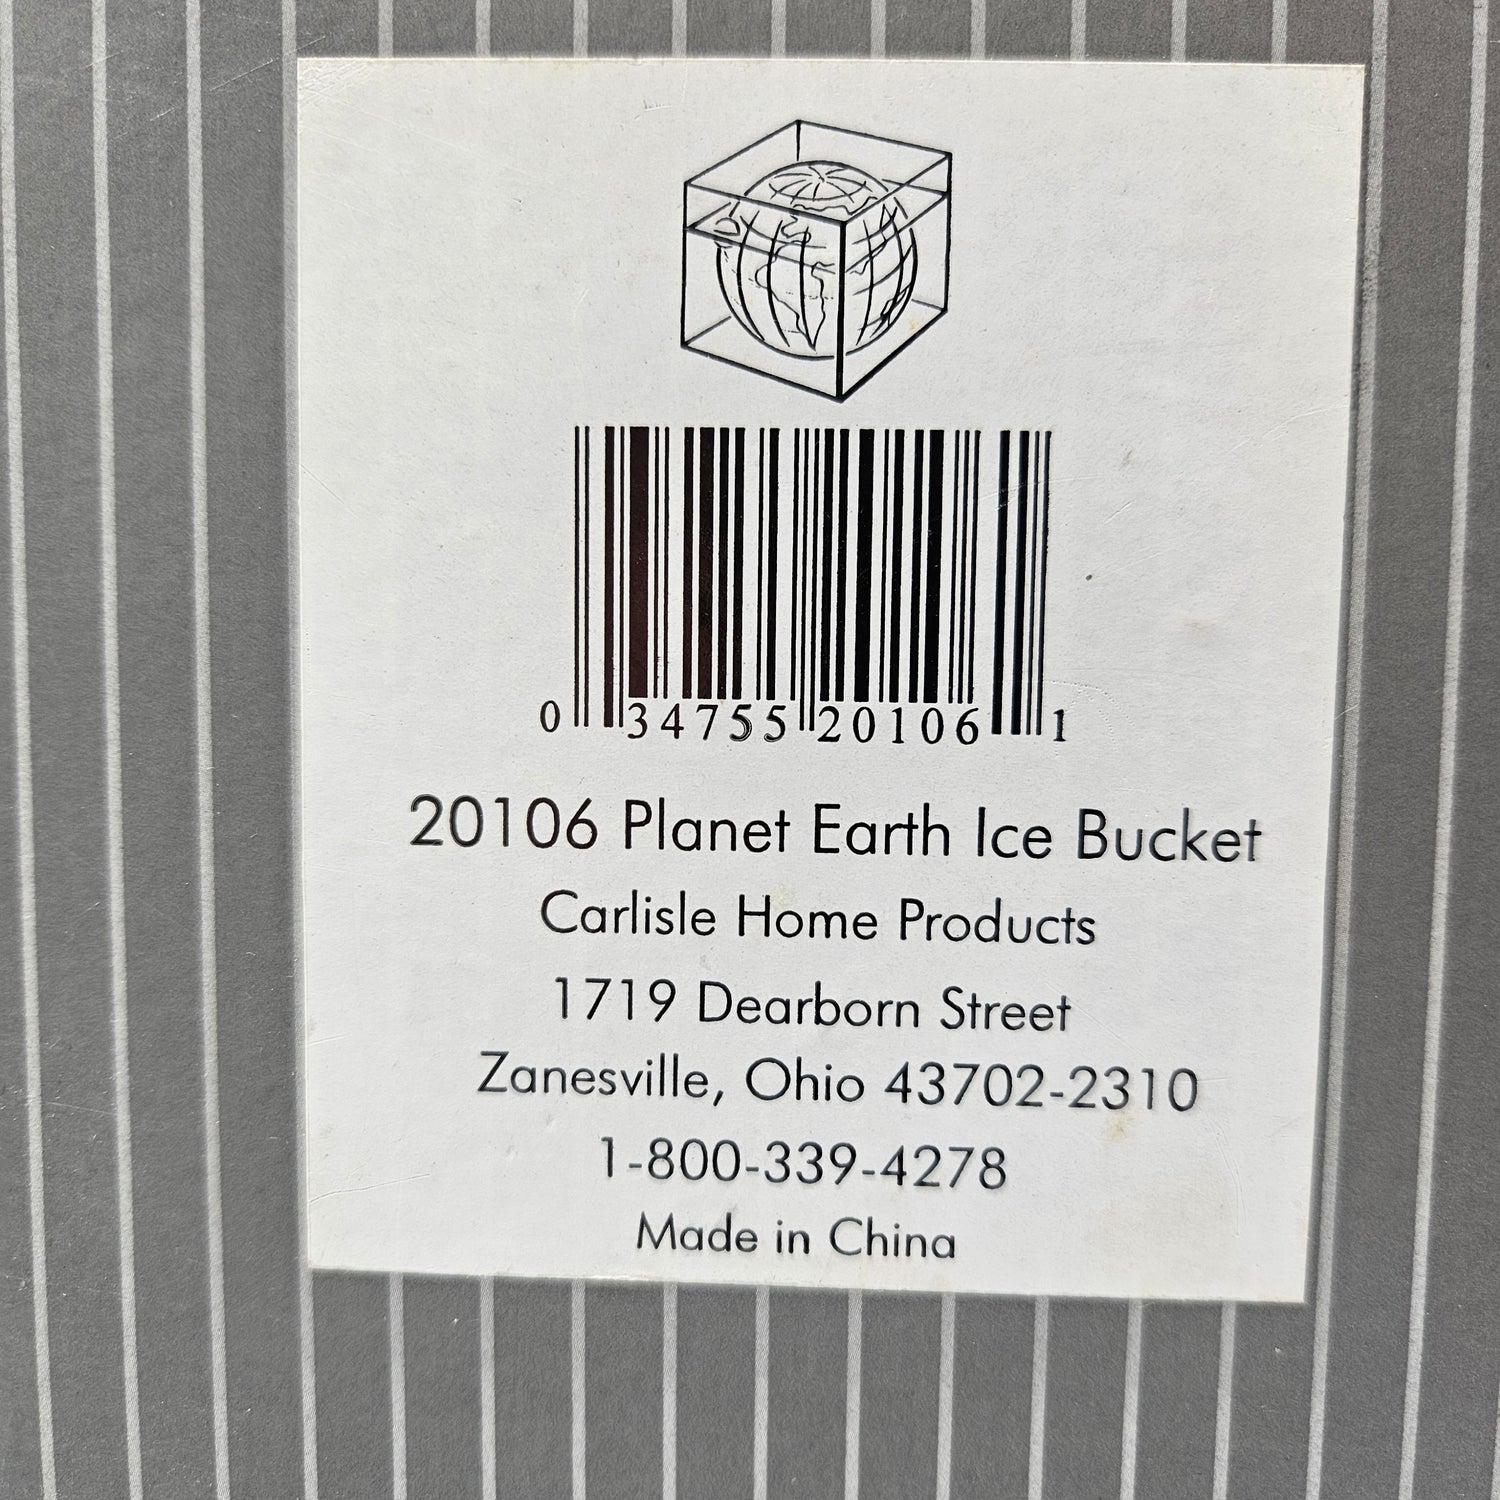 0 34755 20106 1
20106 Planet Earth Ice Bucket
Carlisle Home Products
1719 Dearborn Street
Zanesville, Ohio 43702-2310
1-800-339-4278
Made in China